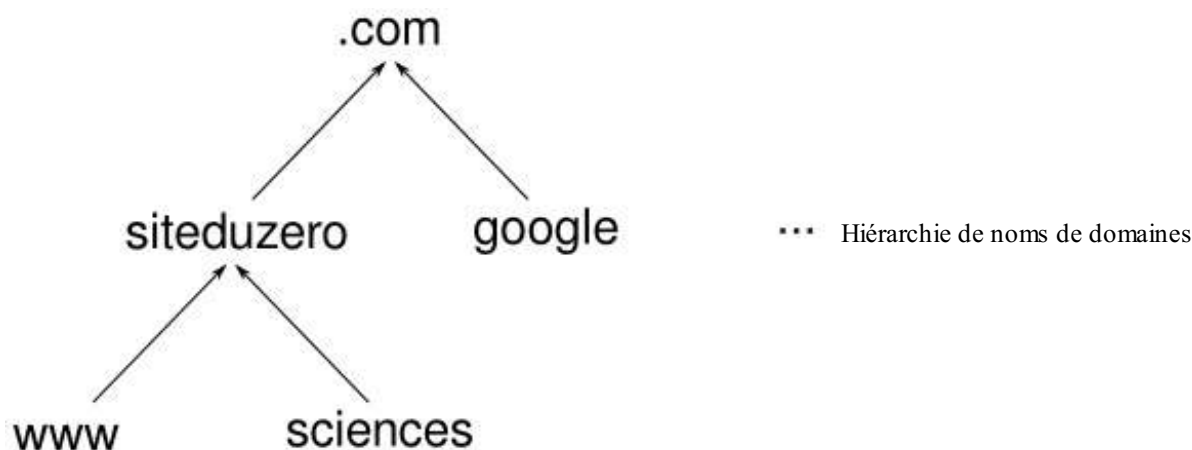 .com
siteduzero
google
... Hiérarchie de noms de domaines
www
sciences